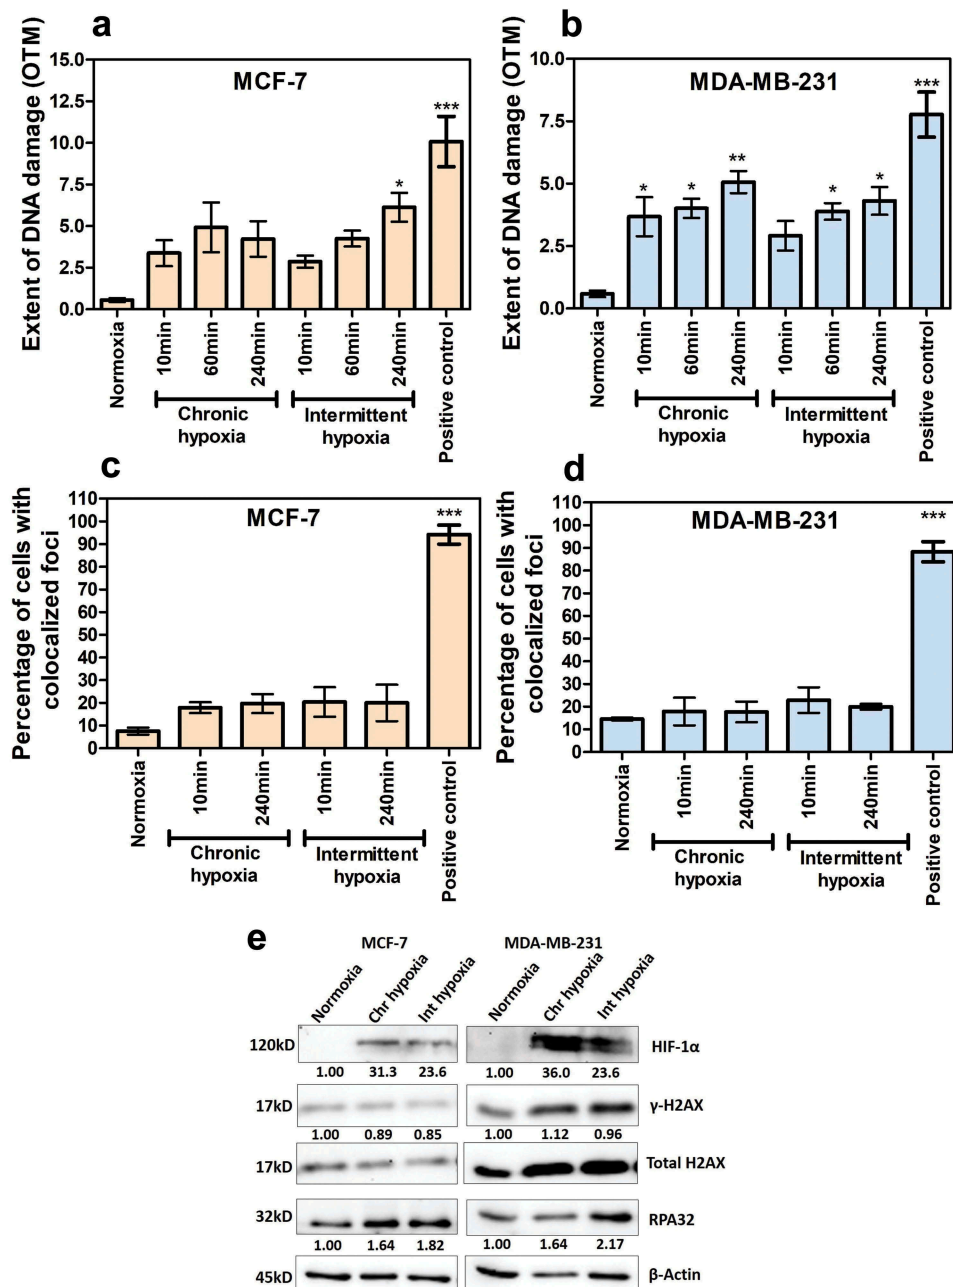 a
MCF-7
Extent of DNA damage (OTM)
15.0
12.5
10.0
7.5
5.0
2.5
0.0
***
*
Normoxia
10min
60min
240min
10min
60min
240min
Positive control
Chronic
hypoxia
Intermittent
hypoxia
b
MDA-MB-231
Extent of DNA damage (OTM)
10.0
7.5
5.0
2.5
0.0
*
*
**
*
*
***
Normoxia
10min
60min
240min
10min
60min
240min
Positive control
Chronic
hypoxia
Intermittent
hypoxia
c
MCF-7
Percentage of cells with
colocalized foci
110
100
90
80
70
60
50
40
30
20
10
0
***
Normoxia
10min
240min
10min
240min
Positive control
Chronic
hypoxia
Intermittent
hypoxia
d
MDA-MB-231
Percentage of cells with
colocalized foci
110
100
90
80
70
60
50
40
30
20
10
0
***
Normoxia
10min
240min
10min
240min
Positive control
Chronic
hypoxia
Intermittent
hypoxia
e
MCF-7 MDA-MB-231
Normoxia Chr hypoxia Int hypoxia Normoxia Chr hypoxia Int hypoxia
120kD HIF-1α
1.00 31.3 23.6 1.00 36.0 23.6
17kD γ-H2AX
1.00 0.89 0.85 1.00 1.12 0.96
17kD Total H2AX
32kD RPA32
1.00 1.64 1.82 1.00 1.64 2.17
45kD β-Actin